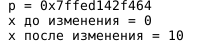 p = 0x7ffed142f464
x до изменения = 0
x после изменения = 10